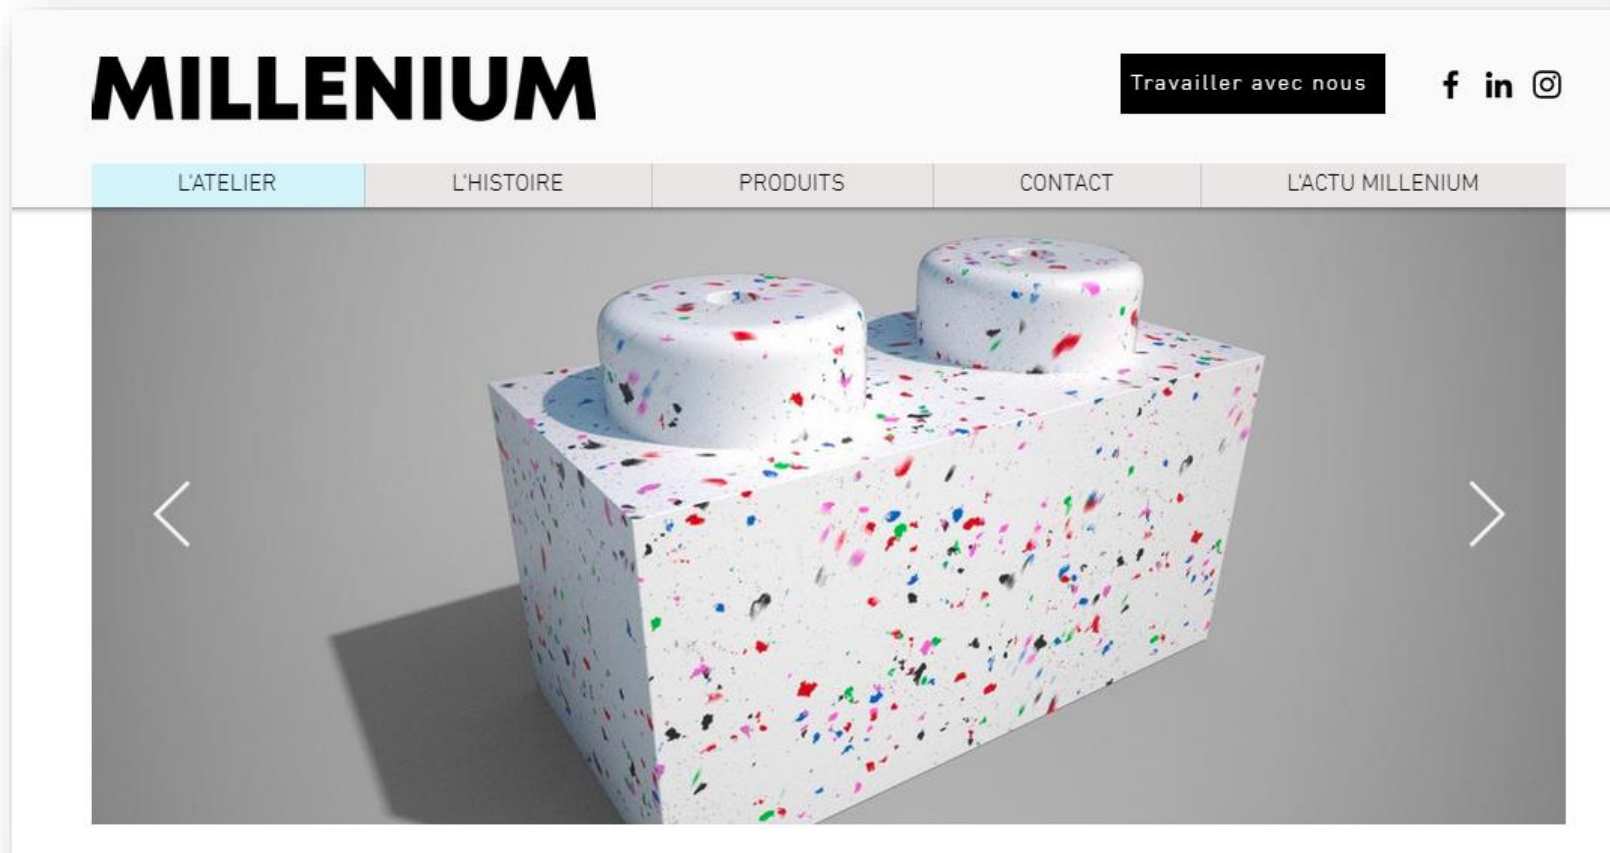 MILLENIUM
Travailler avec nous
L'ATELIER
L'HISTOIRE
PRODUITS
CONTACT
L'ACTU MILLENIUM